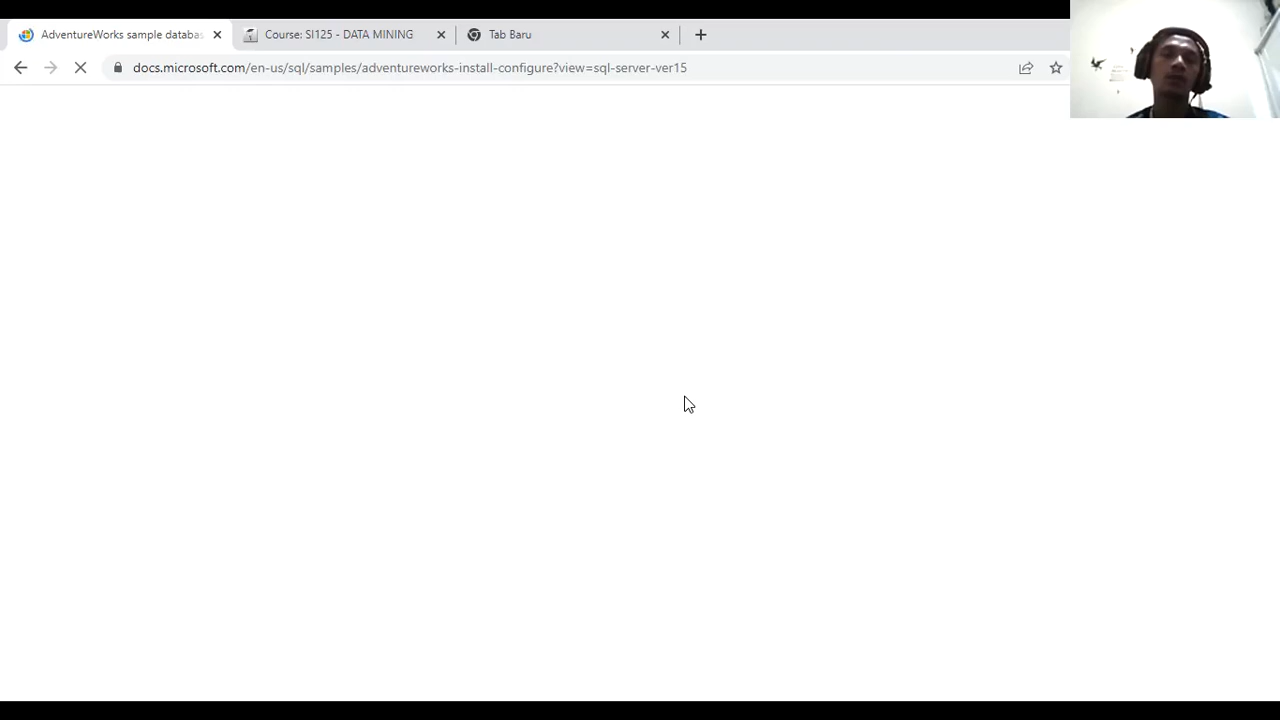 AdventureWorks sample databas
Course: SI125 - DATA MINING
Tab Baru
docs.microsoft.com/en-us/sql/samples/adventureworks-install-configure?view=sql-server-ver15